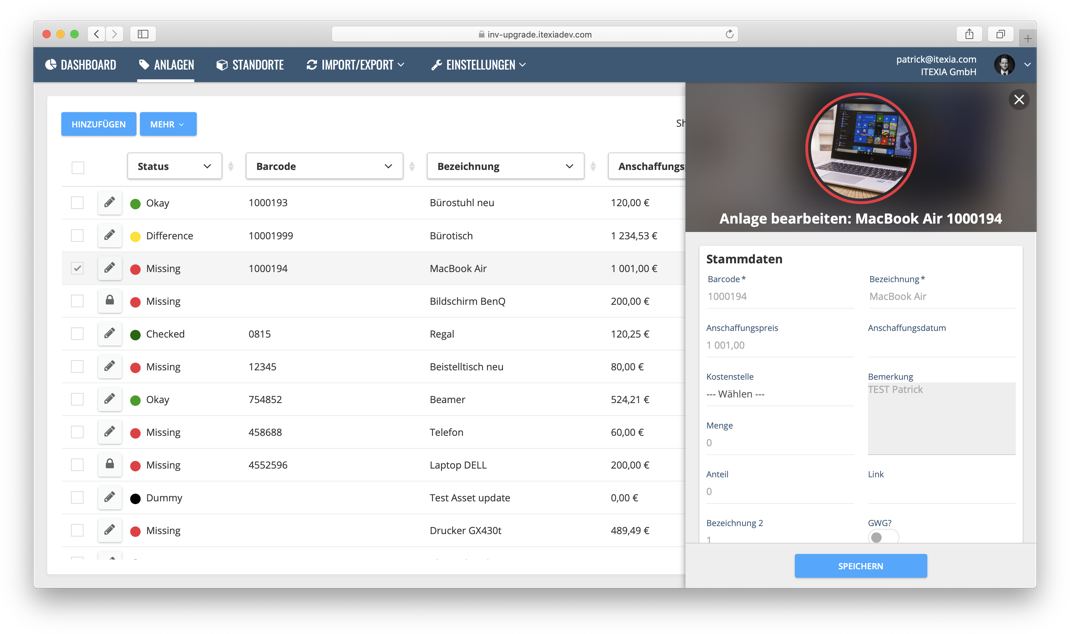 inv-upgrade.itexiadev.com
DASHBOARD
ANLAGEN
STANDORTE
IMPORT/EXPORT
EINSTELLUNGEN
patrick@itexia.com
ITEXIA GmbH
HINZUFÜGEN
MEHR
Sh
Status
Barcode
Bezeichnung
Anschaffungs
Okay 1000193 Bürostuhl neu 120,00 €
Difference 10001999 Bürotisch 1 234,53 €
Missing 1000194 MacBook Air 1 001,00 €
Missing Bildschirm BenQ 200,00 €
Checked 0815 Regal 120,25 €
Missing 12345 Beistelltisch neu 80,00 €
Okay 754852 Beamer 524,21 €
Missing 458688 Telefon 60,00 €
Missing 4552596 Laptop DELL 200,00 €
Dummy Test Asset update 0,00 €
Missing Drucker GX430t 489,49 €
Anlage bearbeiten: MacBook Air 1000194
Stammdaten
Barcode * Bezeichnung *
1000194 MacBook Air
Anschaffungspreis Anschaffungsdatum
1 001,00
Kostenstelle Bemerkung
--- Wählen --- TEST Patrick
Menge
0
Anteil Link
0
Bezeichnung 2 GWG?
1
SPEICHERN